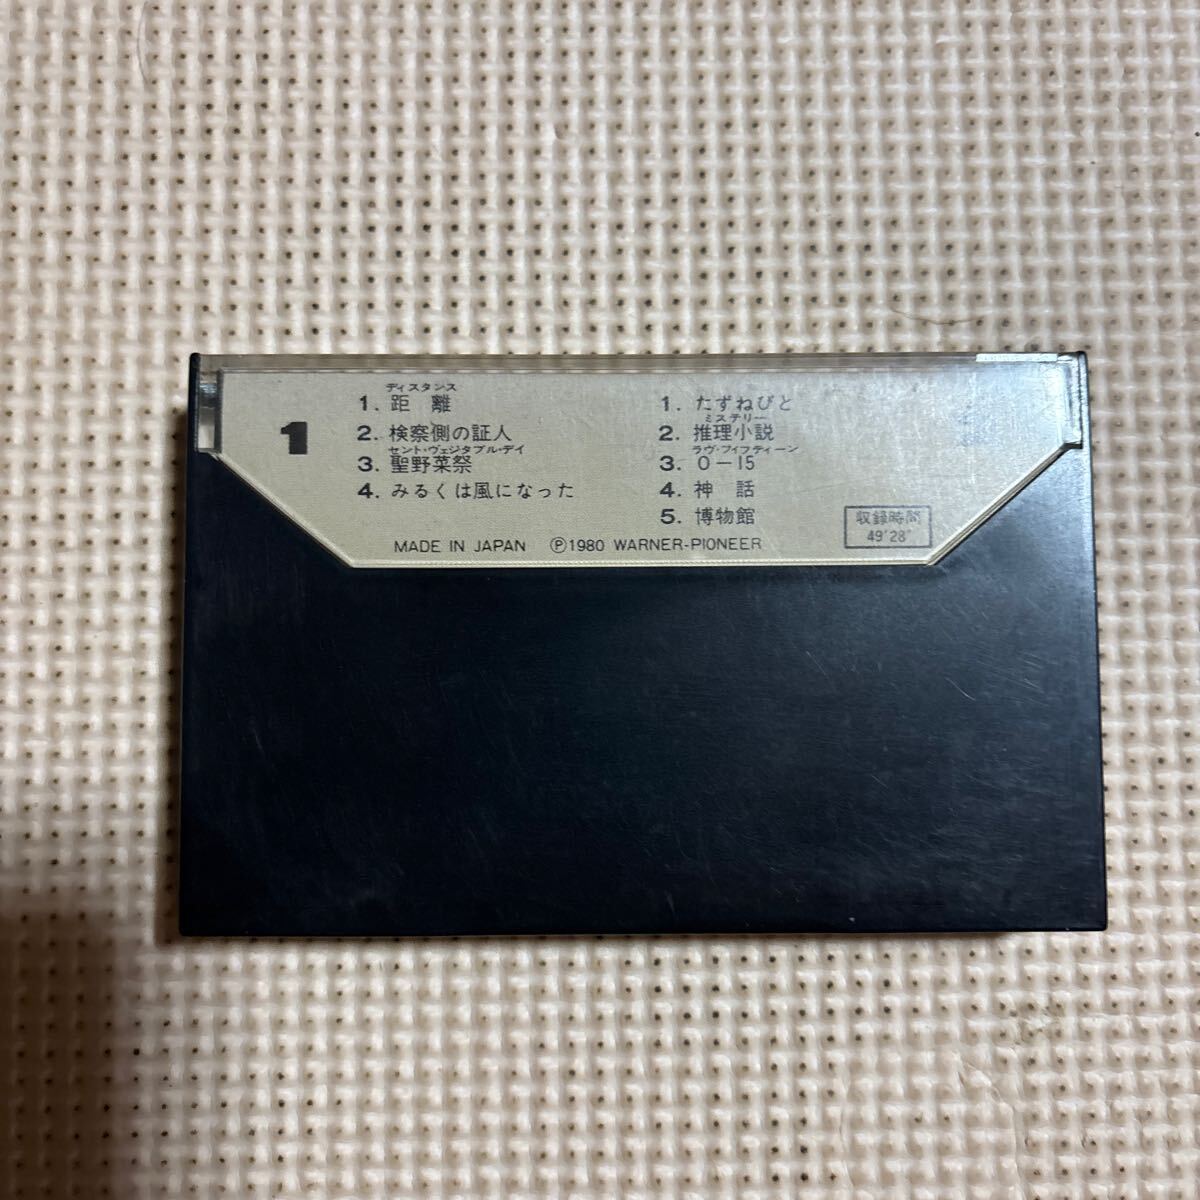 1
ディスタンス
1. 距離
2. 検察側の証人
セント・ヴェジタブル・デイ
3. 聖野菜祭
4. みるくは風になった
1. たずねびと
ミステリー
2. 推理小説
ラヴ・フィフティーン
3. 0-15
4. 神話
5. 博物館
収録時間
49'28"
MADE IN JAPAN Ⓟ1980 WARNER-PIONEER